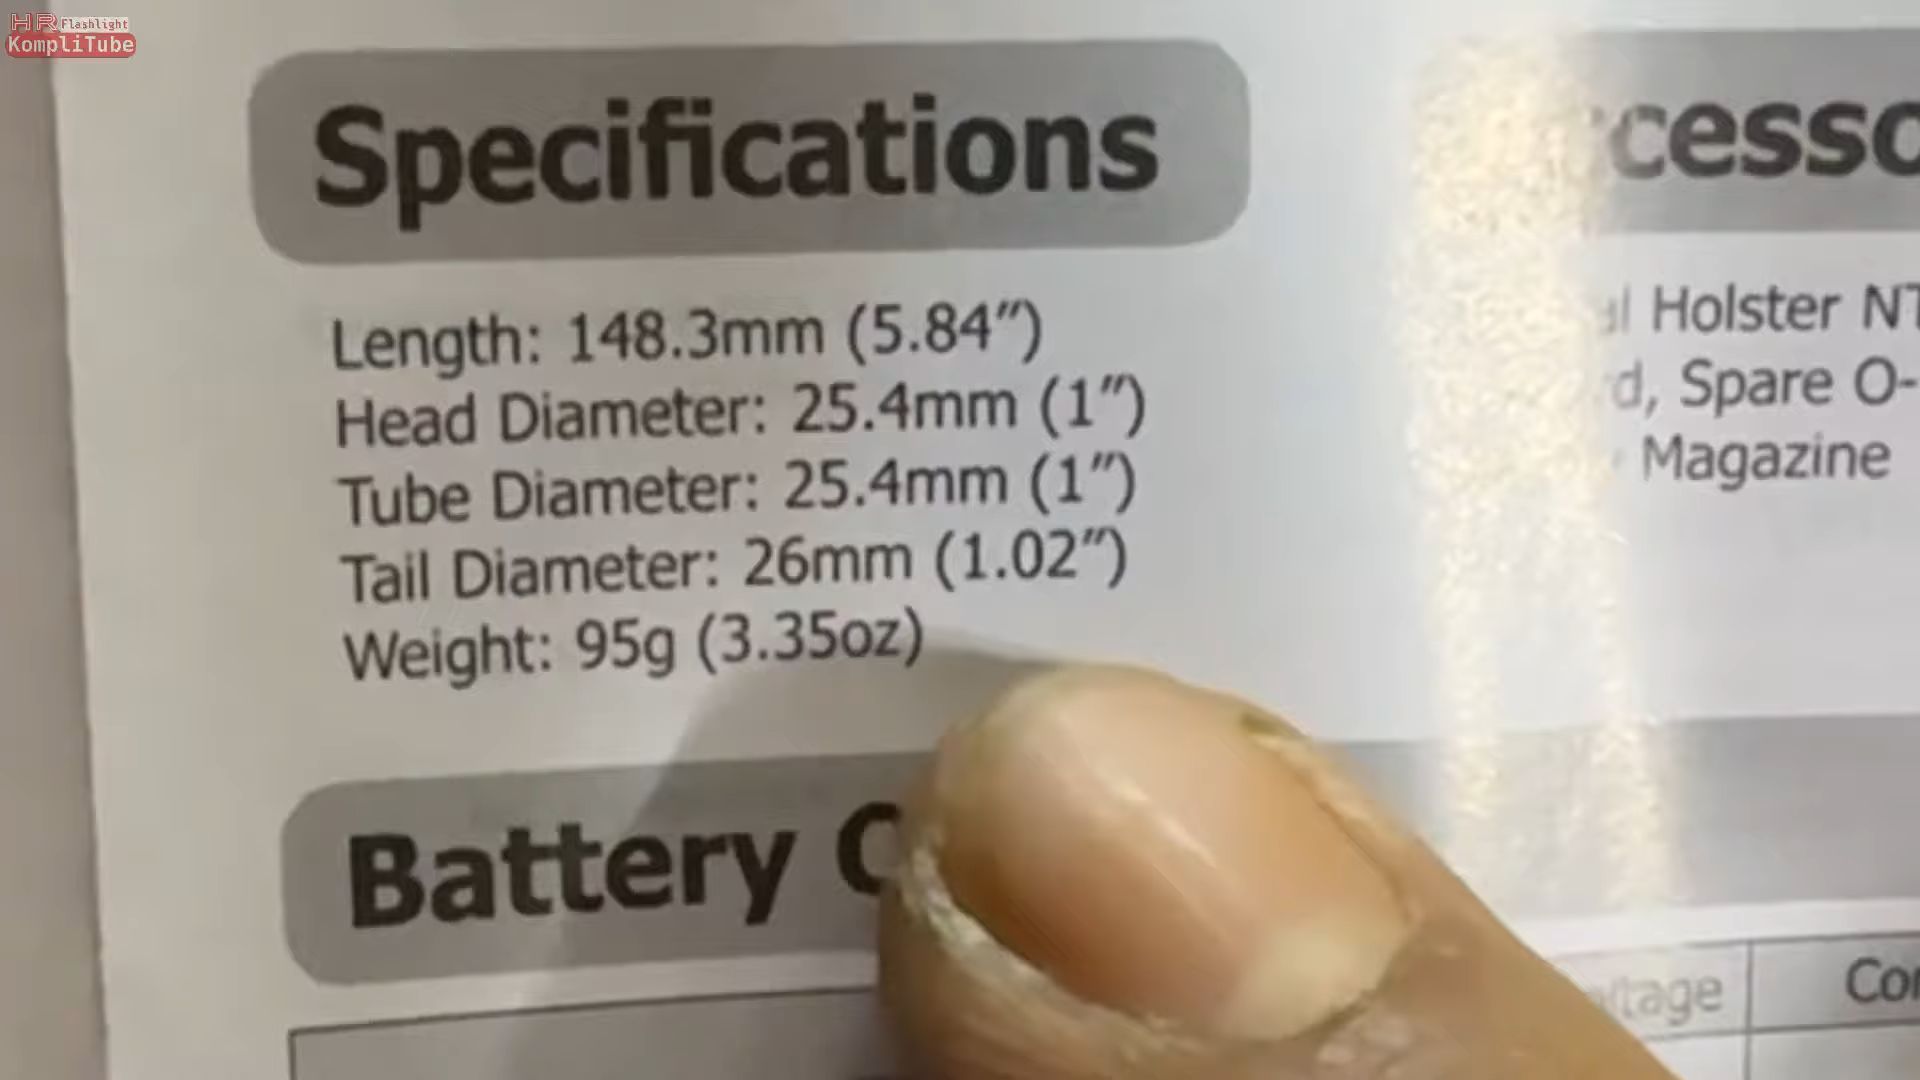 HR Flashlight
KompliTube
Specifications
Length: 148.3mm (5.84″)
Head Diameter: 25.4mm (1″)
Tube Diameter: 25.4mm (1″)
Tail Diameter: 26mm (1.02″)
Weight: 95g (3.35oz)
Holster
Spare
Magazine
Battery